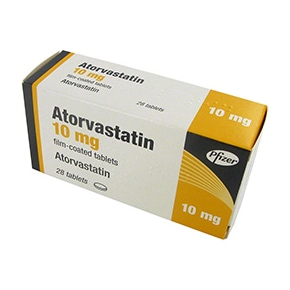 Atorvastatin
10 mg
film-coated tablets
Atorvastatin
28 tablets
Atorvastatin
10 mg
film-coated tablets
Atorvastatin
28 tablets
10 mg
Pfizer
10 mg